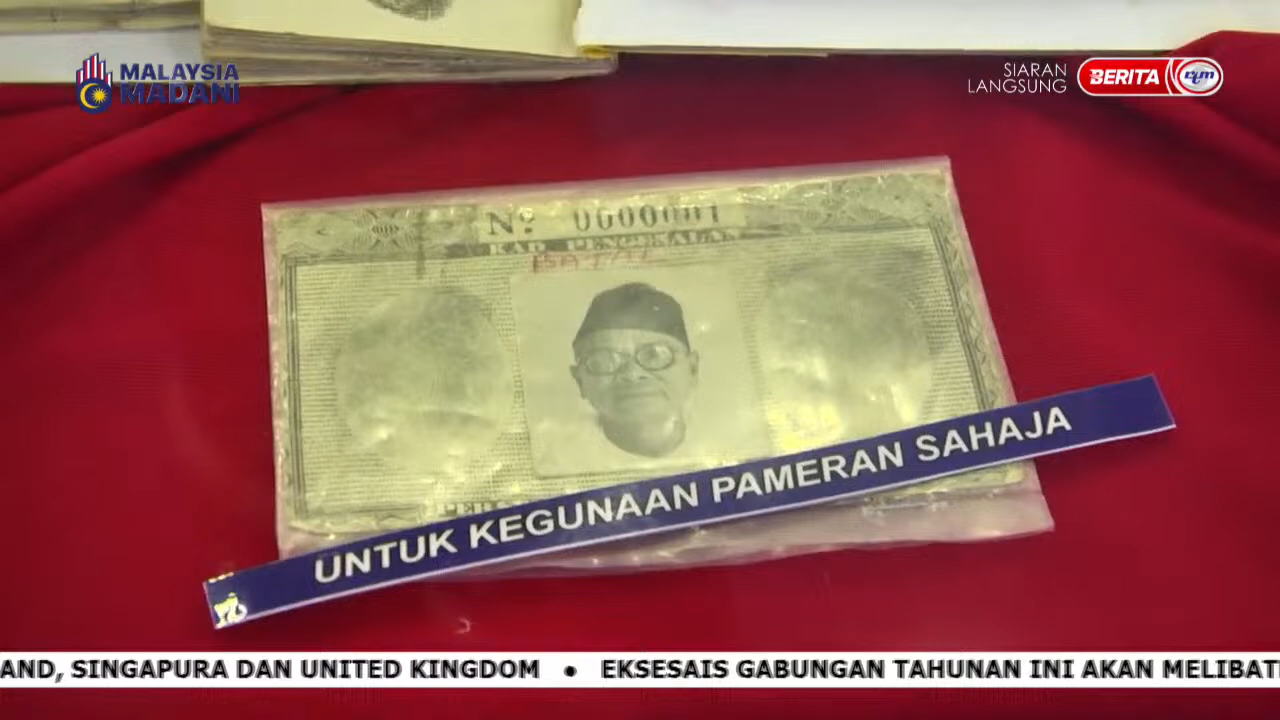 MALAYSIA
MADANI
SIARAN
LANGSUNG
BERITA rtm
Nº 0000001
KAD PENGENALAN
UNTUK KEGUNAAN PAMERAN SAHAJA
AND, SINGAPURA DAN UNITED KINGDOM • EKSESAIS GABUNGAN TAHUNAN INI AKAN MELIBAT